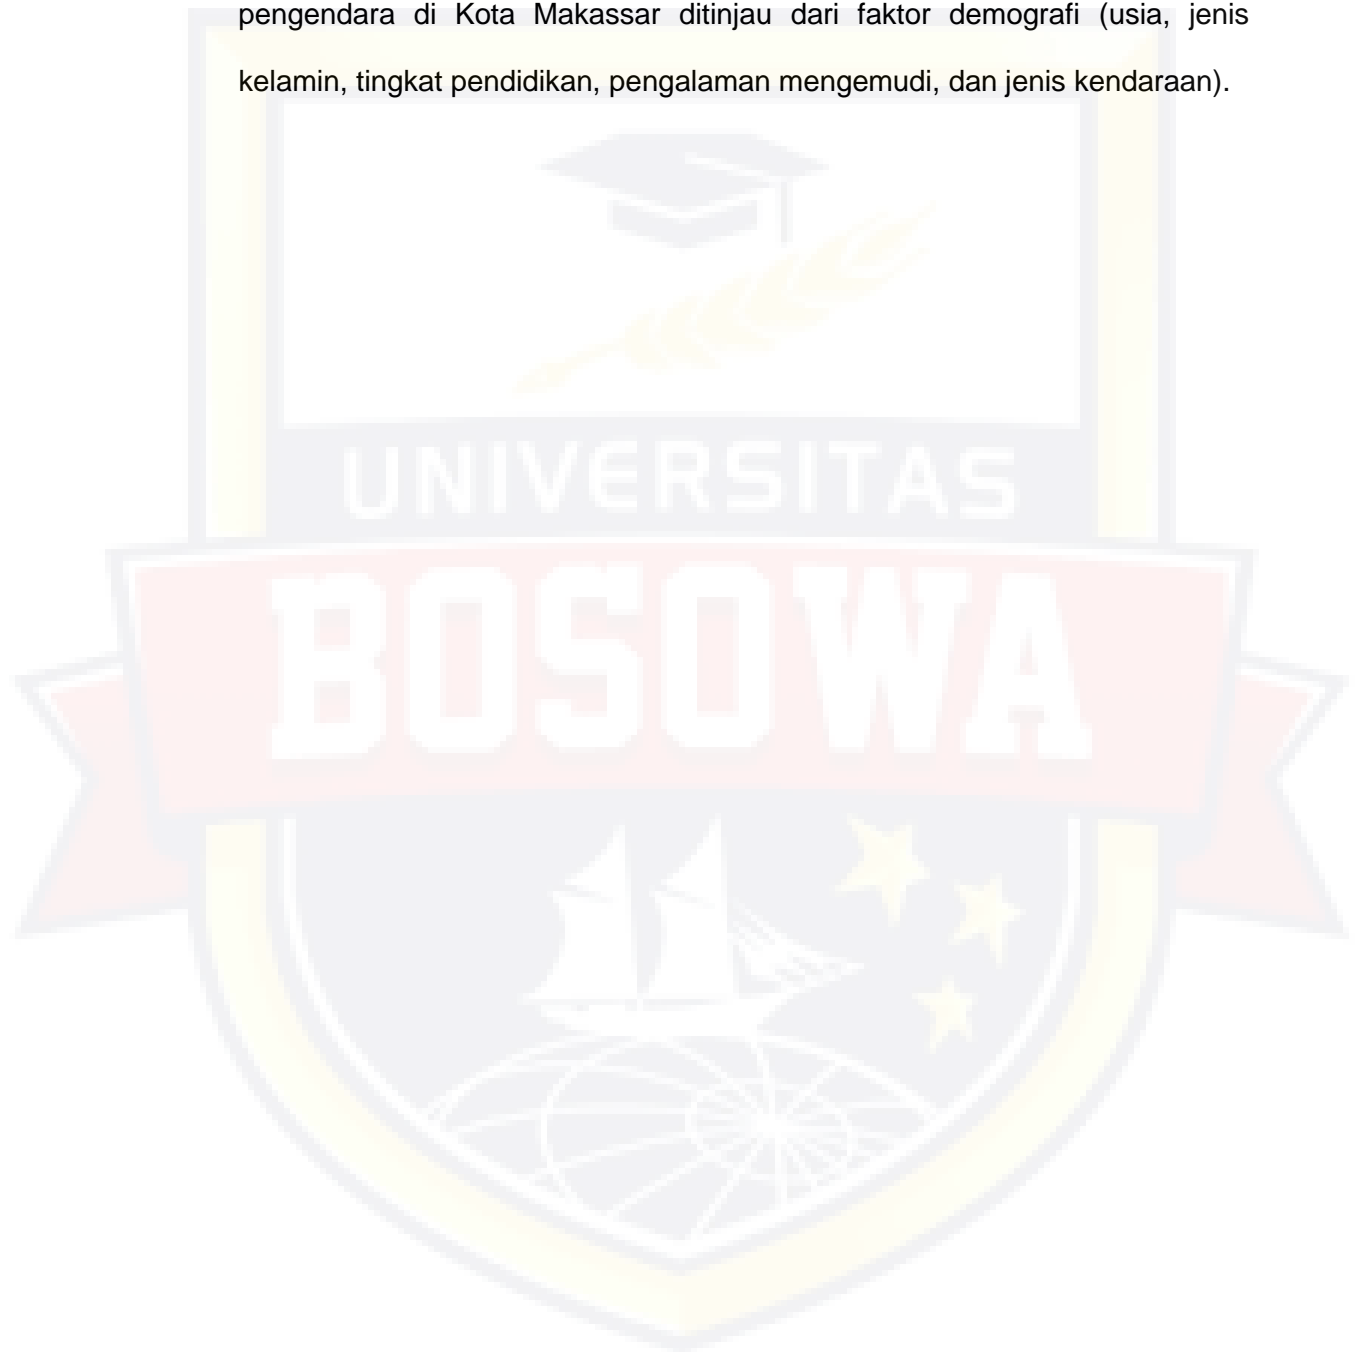 pengendara di Kota Makassar ditinjau dari faktor demografi (usia, jenis
kelamin, tingkat pendidikan, pengalaman mengemudi, dan jenis kendaraan).
UNIVERSITAS
BOSOWA